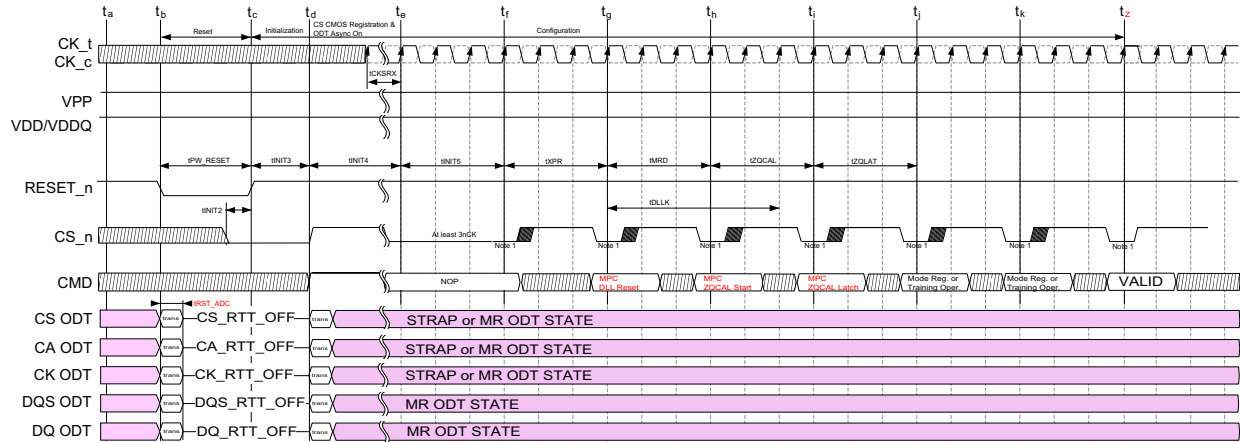 ta tb tc td te tf tg th ti tj tk tz
Reset
Initialization
CS CMOS Registration &
ODT Async On
Configuration
CK_t
CK_c
tCKSRX
VPP
VDD/VDDQ
tPW_RESET
tINIT3
tINIT4
tINIT5
tXPR
tMRD
tZQCAL
tZQLAT
RESET_n
tINIT2
tDLLK
CS_n
At least 3nCK
Note 1
Note 1
Note 1
Note 1
Note 1
Note 1
Note 1
CMD
NOP
MPC
DLL Reset
MPC
ZQCAL Start
MPC
ZQCAL Latch
Mode Reg. or
Training Oper.
Mode Reg. or
Training Oper.
VALID
tRST_ADC
CS ODT
trans
CS_RTT_OFF
trans
STRAP or MR ODT STATE
CA ODT
trans
CA_RTT_OFF
trans
STRAP or MR ODT STATE
CK ODT
trans
CK_RTT_OFF
trans
STRAP or MR ODT STATE
DQS ODT
trans
DQS_RTT_OFF
trans
MR ODT STATE
DQ ODT
trans
DQ_RTT_OFF
trans
MR ODT STATE